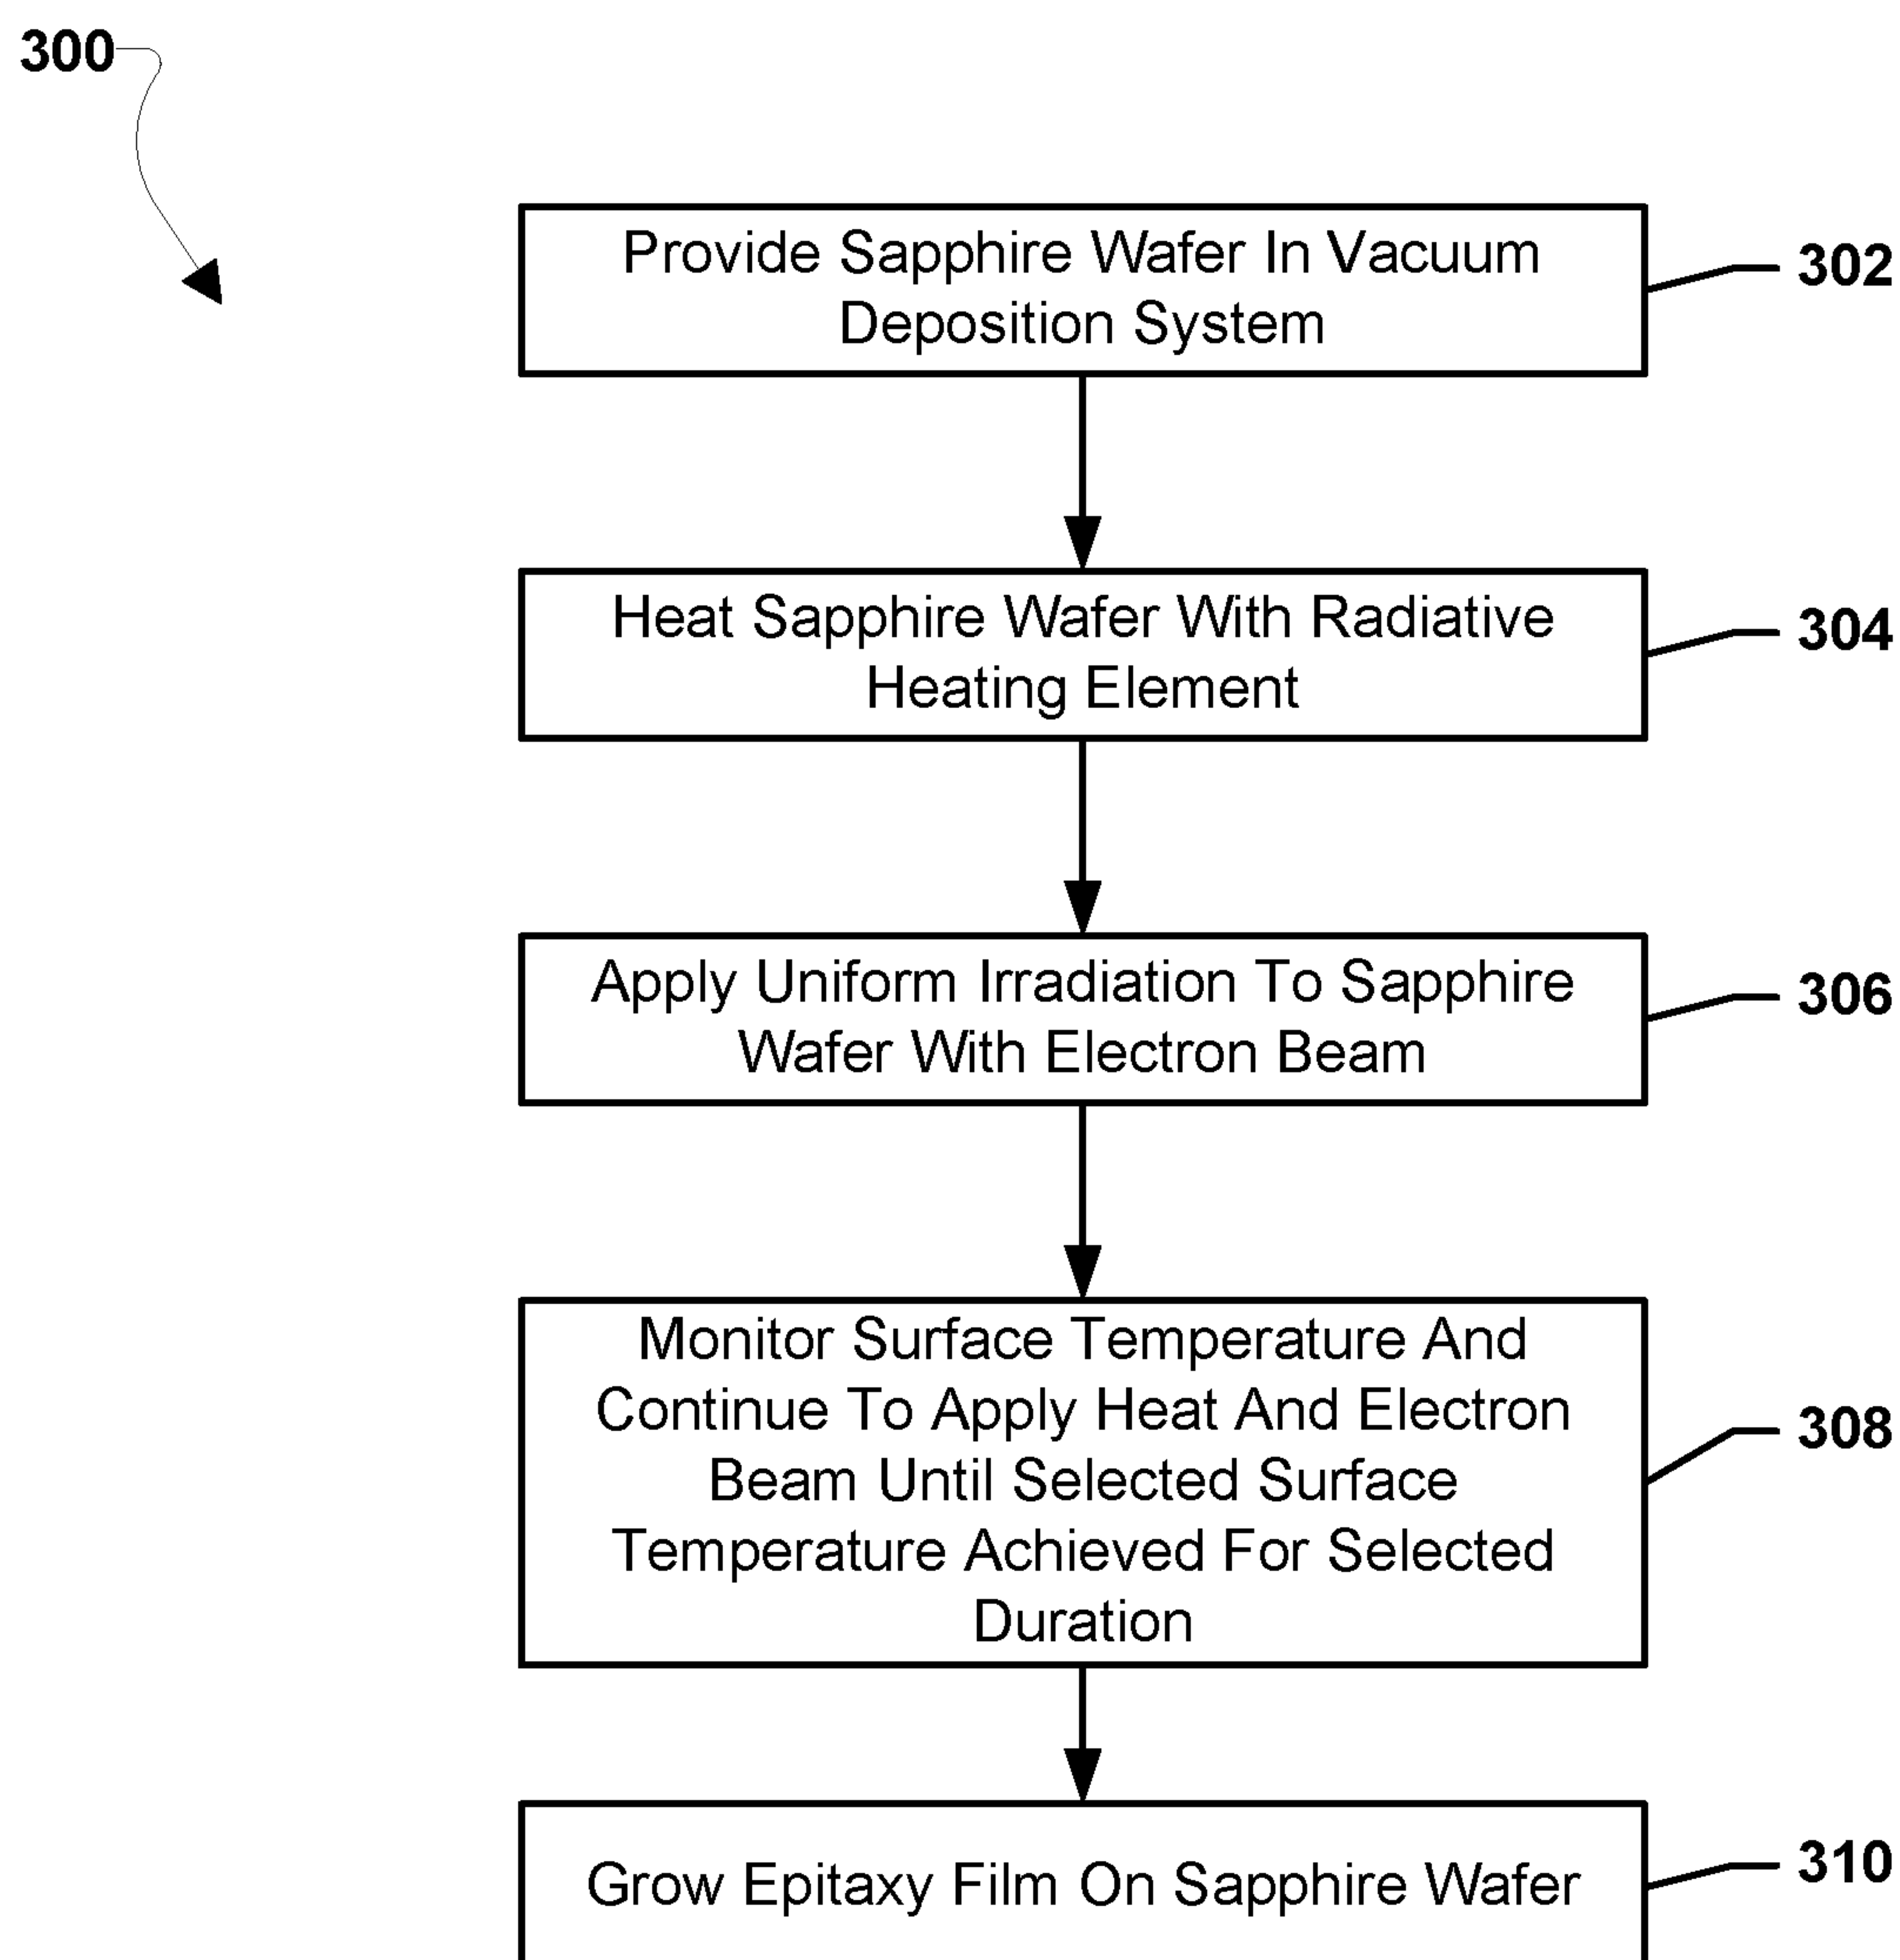 300
Provide Sapphire Wafer In Vacuum
Deposition System
302
Heat Sapphire Wafer With Radiative
Heating Element
304
Apply Uniform Irradiation To Sapphire
Wafer With Electron Beam
306
Monitor Surface Temperature And
Continue To Apply Heat And Electron
Beam Until Selected Surface
Temperature Achieved For Selected
Duration
308
Grow Epitaxy Film On Sapphire Wafer
310